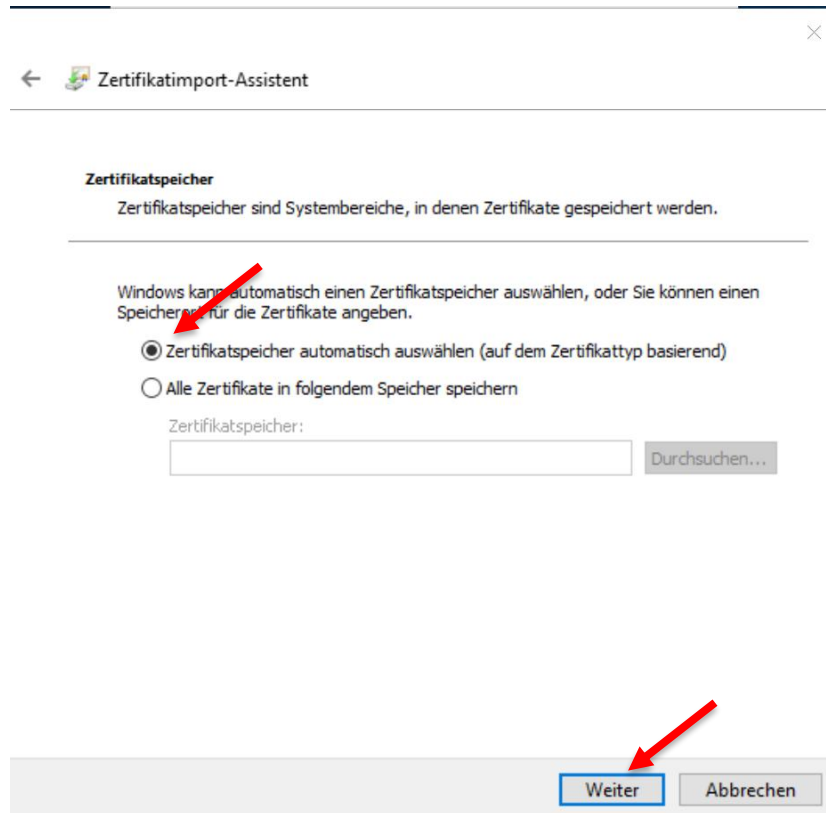 Zertifikatimport-Assistent
Zertifikatspeicher
Zertifikatspeicher sind Systembereiche, in denen Zertifikate gespeichert werden.
Windows kann automatisch einen Zertifikatspeicher auswählen, oder Sie können einen
Speicherort für die Zertifikate angeben.
Zertifikatspeicher automatisch auswählen (auf dem Zertifikattyp basierend)
Alle Zertifikate in folgendem Speicher speichern
Zertifikatspeicher:
Durchsuchen...
Weiter
Abbrechen